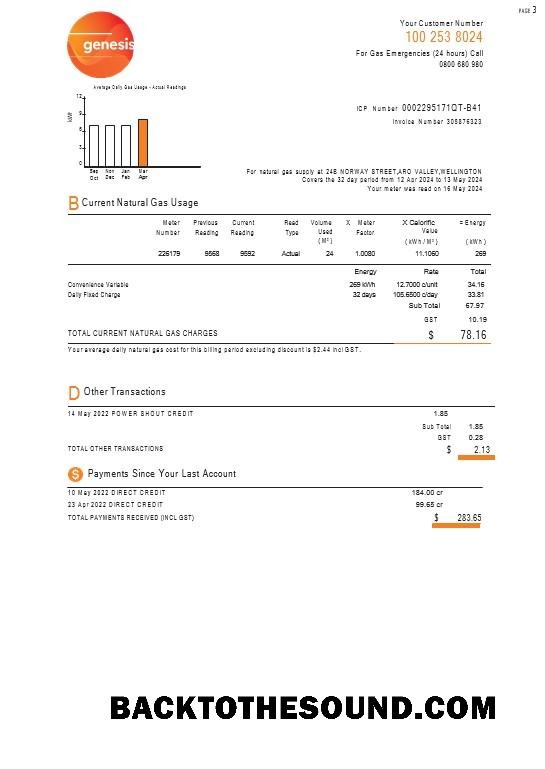 PAGE 3
genesis
Your Customer Number
100 253 8024
For Gas Emergencies (24 hours) Call
0800 680 980
Average Daily Gas Usage - Actual Readings
kWh
12
9
6
3
0
Sep Nov Jan Mar
Oct Dec Feb Apr
ICP Number 0002295171QT-B41
Invoice Number 305876323
For natural gas supply at 24B NORWAY STREET,ARO VALLEY,WELLINGTON
Covers the 32 day period from 12 Apr 2024 to 13 May 2024
Your meter was read on 16 May 2024
B Current Natural Gas Usage
Meter Previous Current Read Volume X Meter X Calorific = Energy
Number Reading Reading Type Used Factor Value
(M³) (kWh/M³) (kWh)
226179 9568 9592 Actual 24 1.0080 11.1060 269
Energy Rate Total
Convenience Variable 269 kWh 12.7000 c/unit 34.16
Daily Fixed Charge 32 days 105.6500 c/day 33.81
Sub Total 67.97
GST 10.19
TOTAL CURRENT NATURAL GAS CHARGES $ 78.16
Your average daily natural gas cost for this billing period excluding discount is $2.44 incl GST.
D Other Transactions
14 May 2022 POWER SHOUT CREDIT 1.85
Sub Total 1.85
GST 0.28
TOTAL OTHER TRANSACTIONS $ 2.13
$ Payments Since Your Last Account
10 May 2022 DIRECT CREDIT 184.00 cr
23 Apr 2022 DIRECT CREDIT 99.65 cr
TOTAL PAYMENTS RECEIVED (INCL GST) $ 283.65
BACKTOTHESOUND.COM